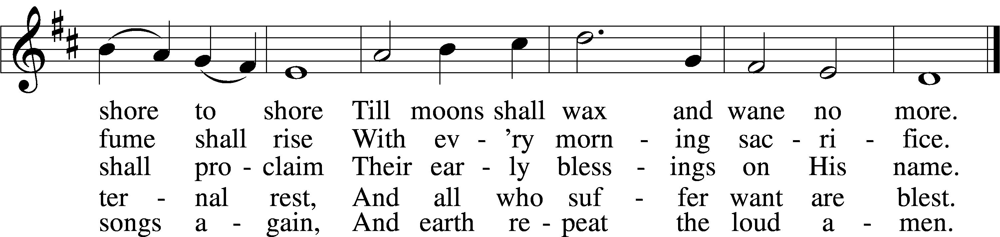 shore to shore Till moons shall wax and wane no more.
fume shall rise With ev - ’ry morn - ing sac - ri - fice.
shall pro - claim Their ear - ly bless - ings on His name.
ter - nal rest, And all who suf - fer want are blest.
songs a - gain, And earth re - peat the loud a - men.